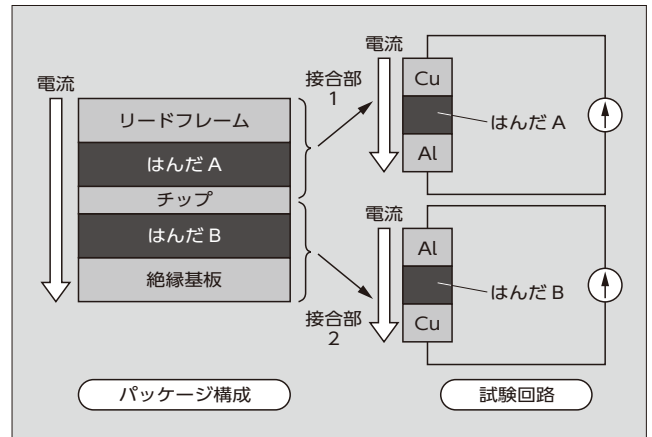 電流
リードフレーム
はんだ A
チップ
はんだ B
絶縁基板
接合部
1
接合部
2
パッケージ構成
電流
Cu
はんだ A
Al
電流
Al
はんだ B
Cu
試験回路